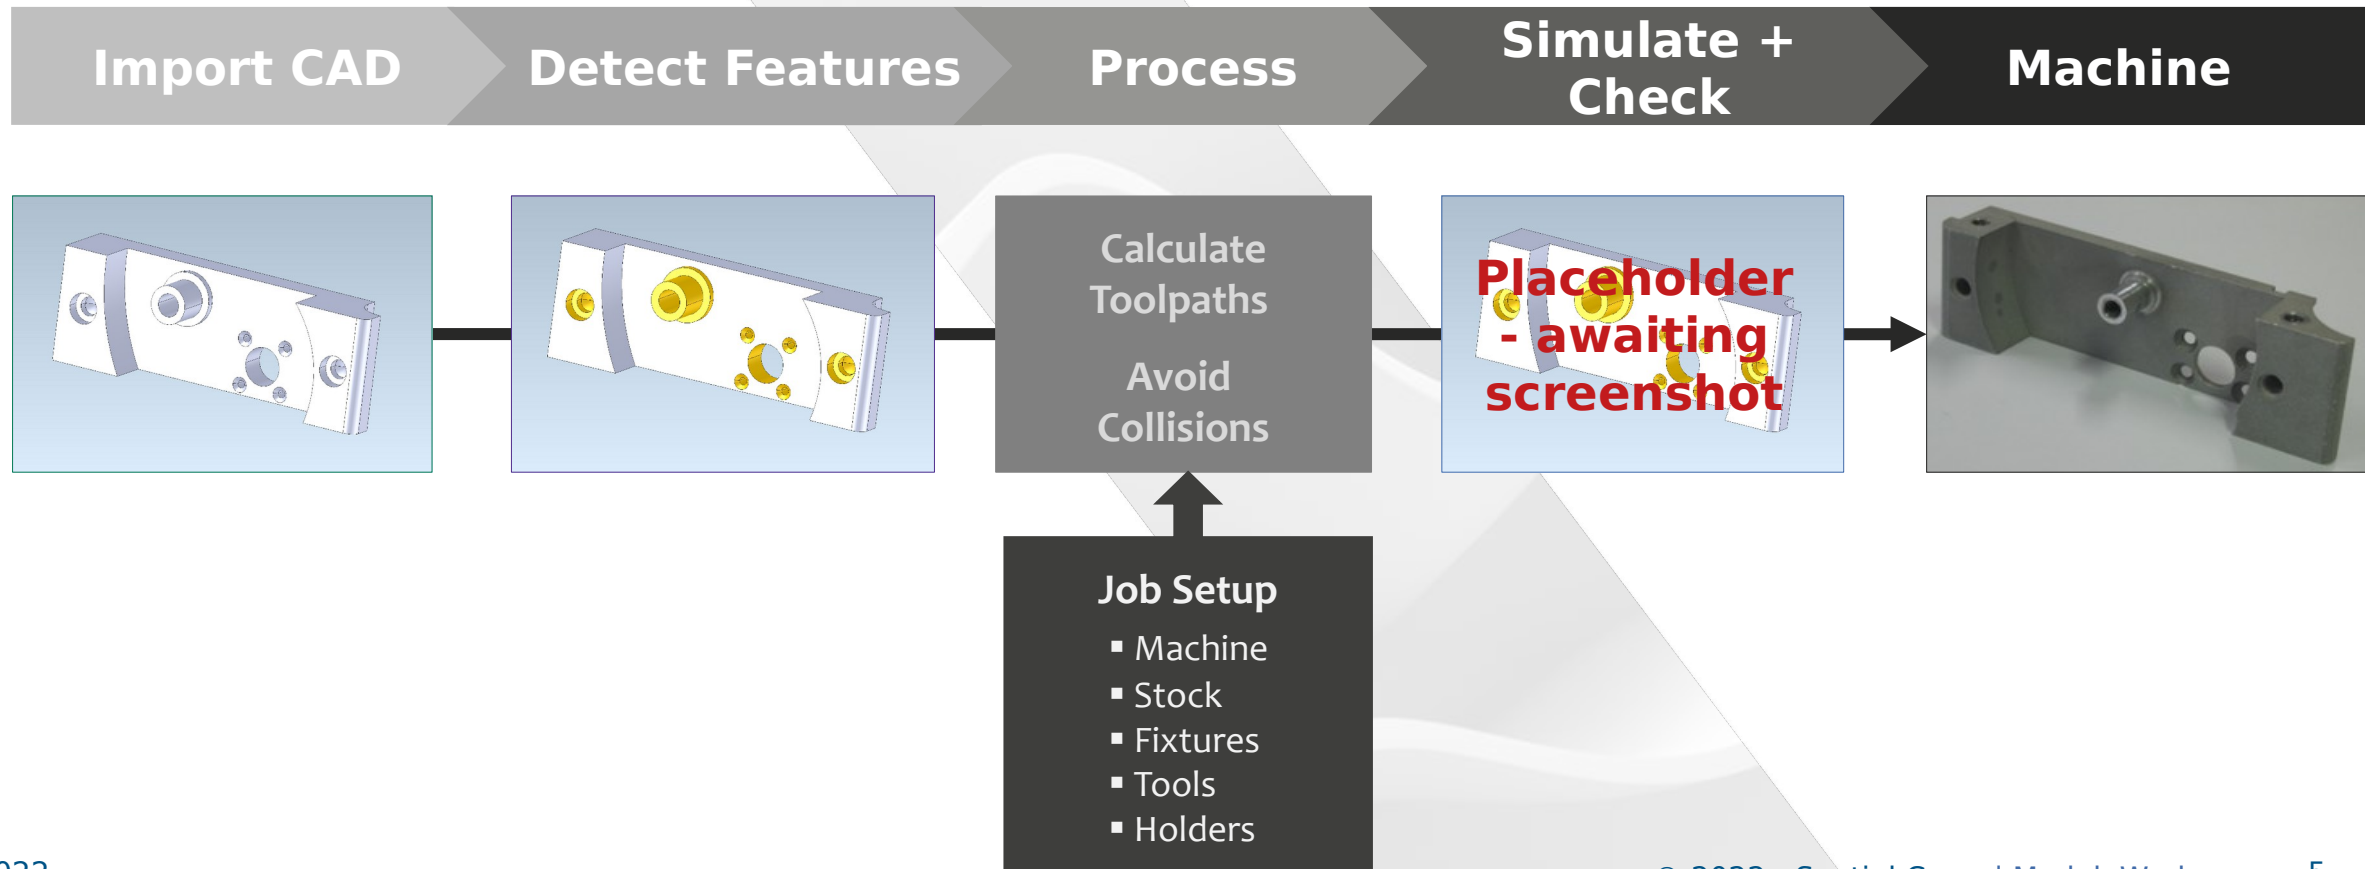 Import CAD
Detect Features
Process
Simulate +
Check
Machine
Calculate
Toolpaths
Avoid
Collisions
Placeholder
- awaiting
screenshot
Job Setup
▪ Machine
▪ Stock
▪ Fixtures
▪ Tools
▪ Holders